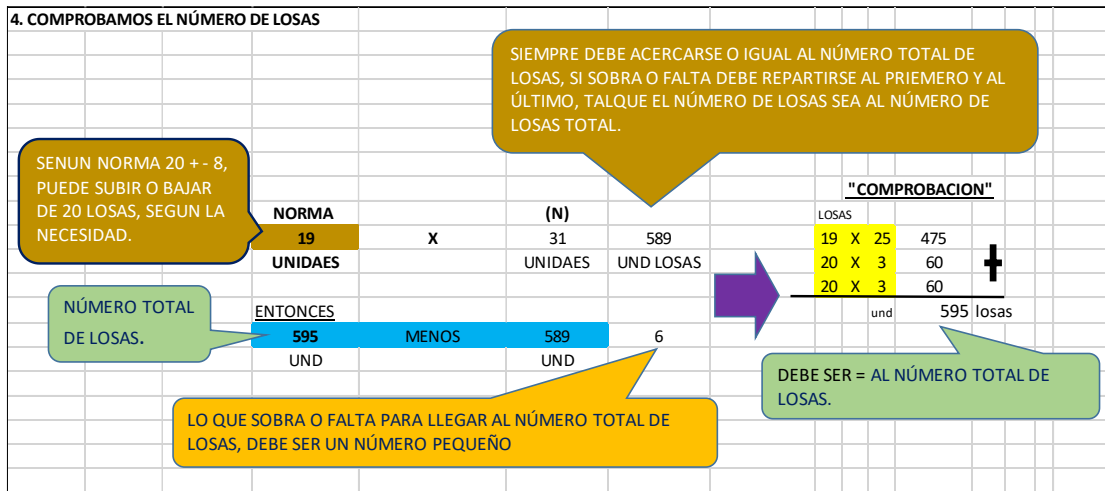 4. COMPROBAMOS EL NÚMERO DE LOSAS
SIEMPRE DEBE ACERCARSE O IGUAL AL NÚMERO TOTAL DE
LOSAS, SI SOBRA O FALTA DEBE REPARTIRSE AL PRIEMERO Y AL
ÚLTIMO, TALQUE EL NÚMERO DE LOSAS SEA AL NÚMERO DE
LOSAS TOTAL.
SENUN NORMA 20 + - 8,
PUEDE SUBIR O BAJAR
DE 20 LOSAS, SEGUN LA
NECESIDAD.
NORMA (N)
19 X 31 589
UNIDAES UNIDAES UND LOSAS
"COMPROBACION"
LOSAS
19 X 25 475
20 X 3 60
20 X 3 60
und 595 losas
NÚMERO TOTAL
DE LOSAS.
ENTONCES
595 MENOS 589 6
UND UND
DEBE SER = AL NÚMERO TOTAL DE
LOSAS.
LO QUE SOBRA O FALTA PARA LLEGAR AL NÚMERO TOTAL DE
LOSAS, DEBE SER UN NÚMERO PEQUEÑO